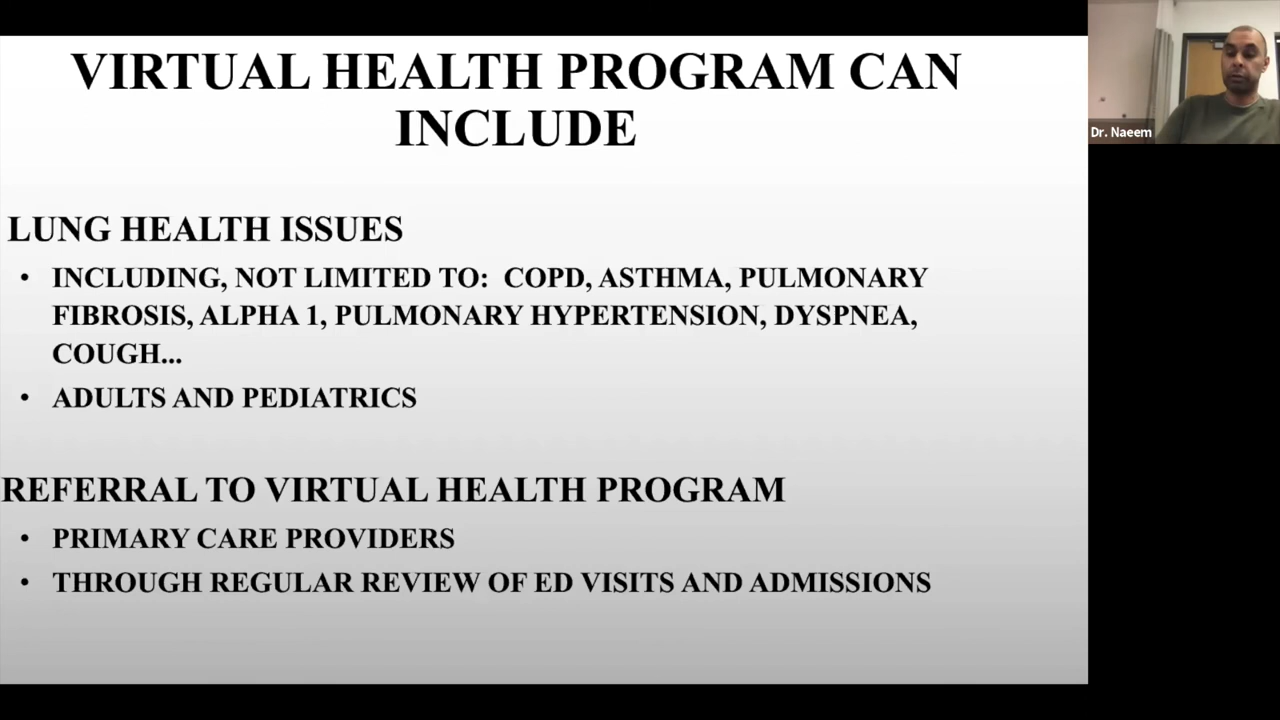 VIRTUAL HEALTH PROGRAM CAN
INCLUDE
LUNG HEALTH ISSUES
• INCLUDING, NOT LIMITED TO: COPD, ASTHMA, PULMONARY
FIBROSIS, ALPHA 1, PULMONARY HYPERTENSION, DYSPNEA,
COUGH...
• ADULTS AND PEDIATRICS
REFERRAL TO VIRTUAL HEALTH PROGRAM
• PRIMARY CARE PROVIDERS
• THROUGH REGULAR REVIEW OF ED VISITS AND ADMISSIONS
Dr. Naeem